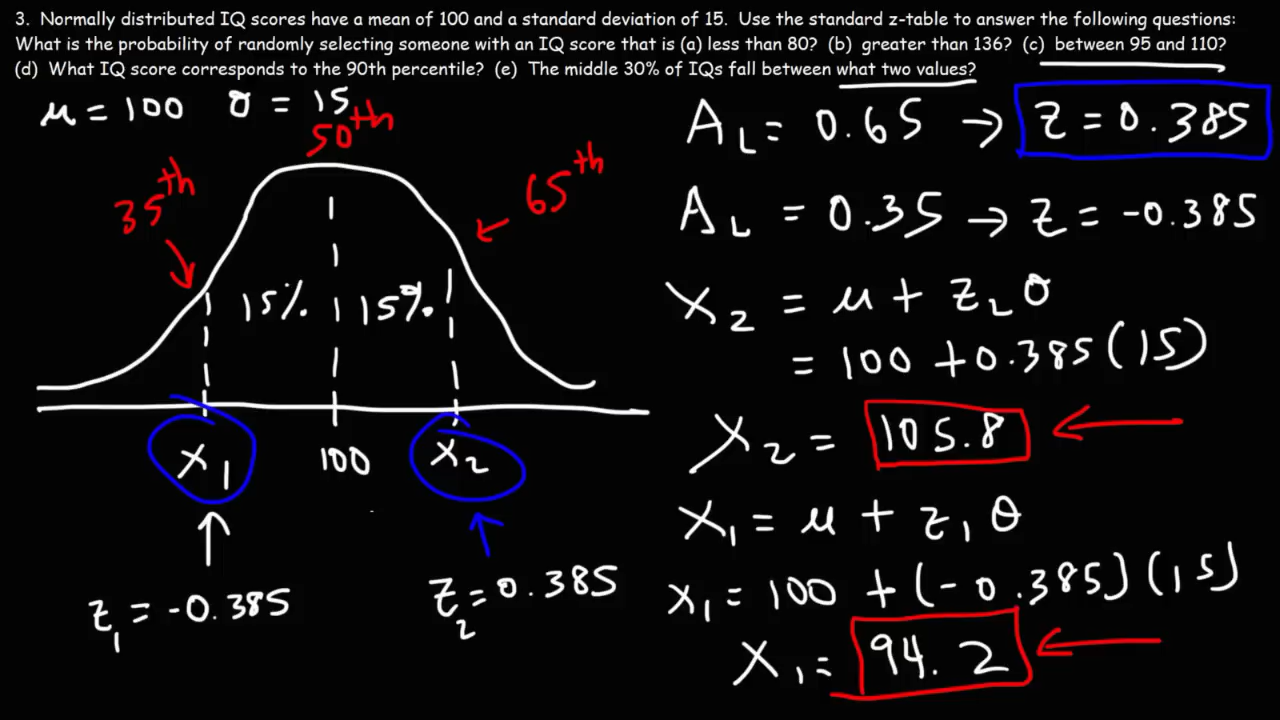 3. Normally distributed IQ scores have a mean of 100 and a standard deviation of 15. Use the standard z-table to answer the following questions:
What is the probability of randomly selecting someone with an IQ score that is (a) less than 80? (b) greater than 136? (c) between 95 and 110?
(d) What IQ score corresponds to the 90th percentile? (e) The middle 30% of IQs fall between what two values?
μ = 100 σ = 15
50th
35th
65th
15% 15%
x1 100 x2
z1 = -0.385
z2 = 0.385
AL = 0.65 → z = 0.385
AL = 0.35 → z = -0.385
x2 = μ + z2 σ
= 100 + 0.385 (15)
x2 = 105.8
x1 = μ + z1 σ
x1 = 100 + (-0.385) (15)
x1 = 94.2